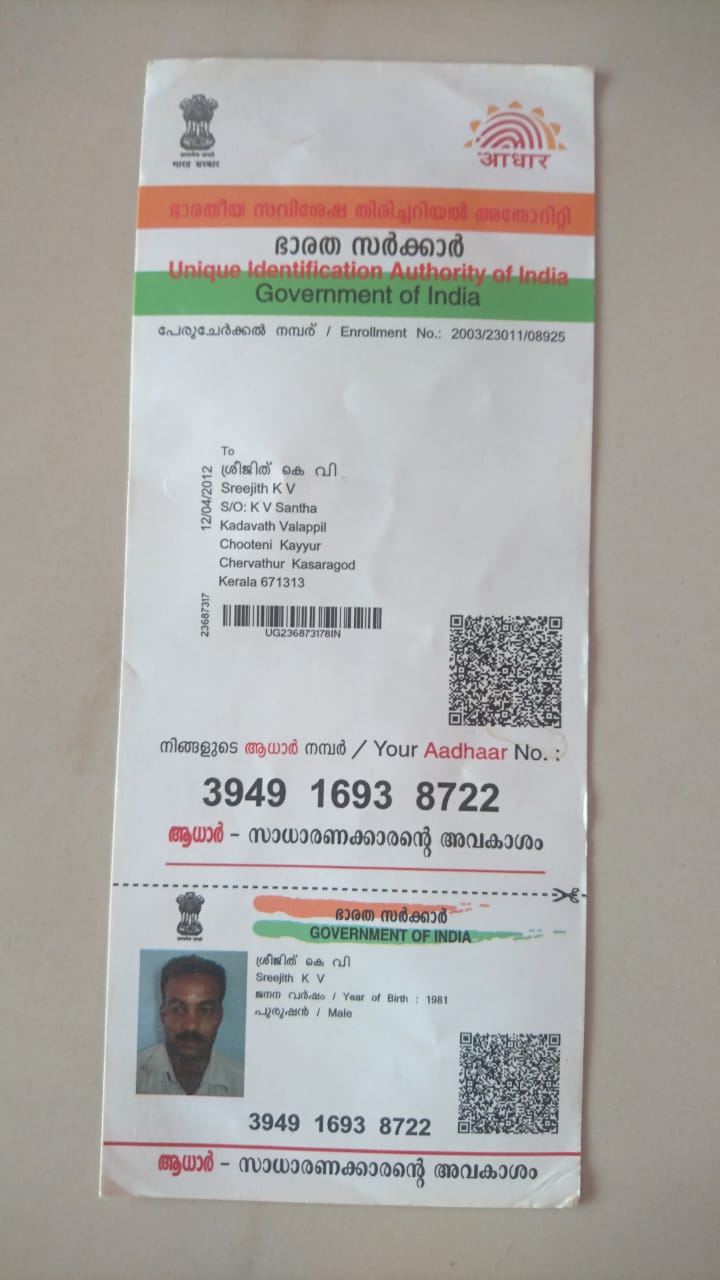 भारत सरकार
आधार
ഭാരതീയ സവിശേഷ തിരിച്ചറിയൽ അതോറിറ്റി
ഭാരത സർക്കാർ
Unique Identification Authority of India
Government of India
പേരുചേർക്കൽ നമ്പര് / Enrollment No.: 2003/23011/08925
To
ശ്രീജിത് കെ വി
Sreejith K V
S/O: K V Santha
Kadavath Valappil
Chooteni Kayyur
Chervathur Kasaragod
Kerala 671313
12/04/2012
23687317
UG236873178IN
നിങ്ങളുടെ ആധാർ നമ്പർ / Your Aadhaar No. :
3949 1693 8722
ആധാർ – സാധാരണക്കാരന്റെ അവകാശം
ഭാരത സർക്കാർ
GOVERNMENT OF INDIA
ശ്രീജിത് കെ വി
Sreejith K V
ജനന വർഷം / Year of Birth : 1981
പുരുഷൻ / Male
3949 1693 8722
ആധാർ – സാധാരണക്കാരന്റെ അവകാശം